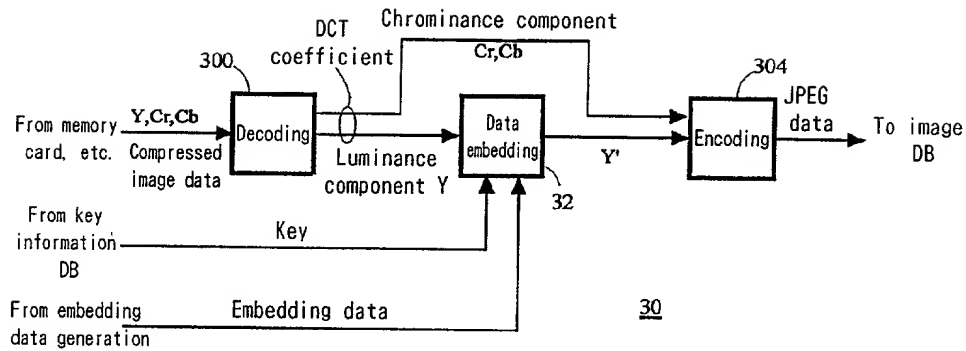 Chrominance component
Cr,Cb
DCT
coefficient
300
304
JPEG
data
Y,Cr,Cb
From memory
card, etc.
Compressed
image data
Decoding
Luminance
component Y
Data
embedding
32
Y'
Encoding
To image
DB
From key
information
DB
Key
From embedding
data generation
Embedding data
30